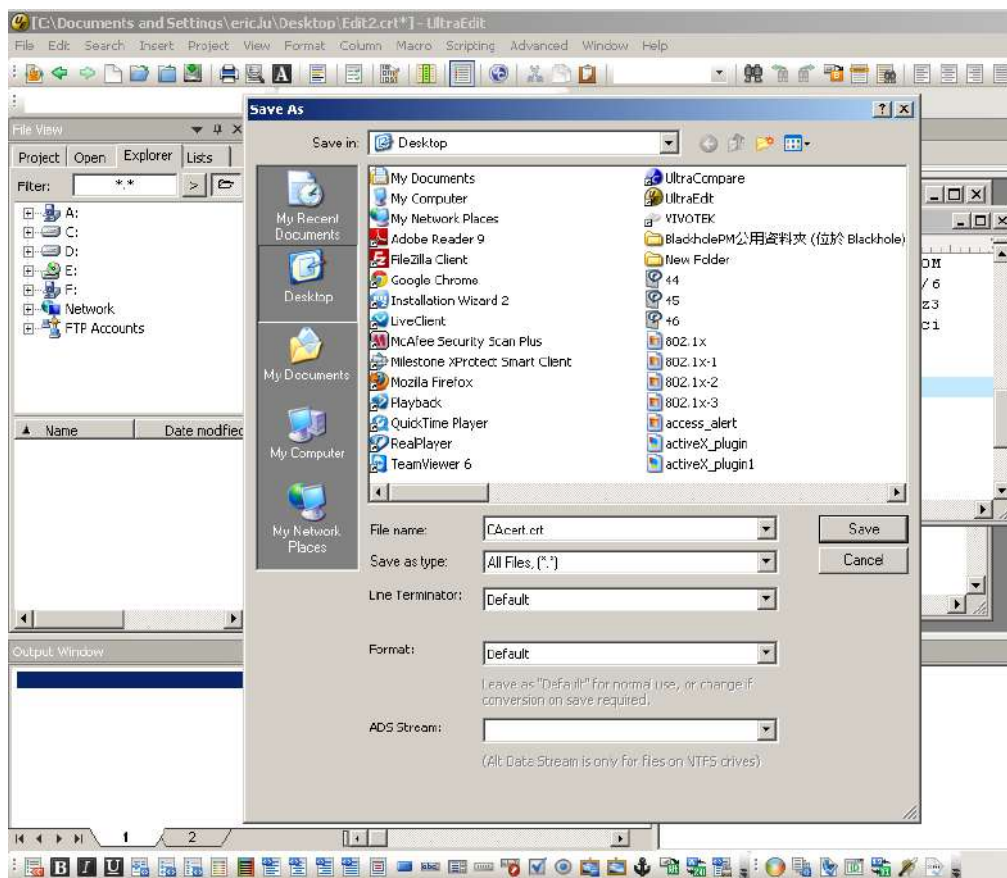 [C:\Documents and Settings\eric.lu\Desktop\Edit2.crt*] - UltraEdit
File Edit Search Insert Project View Format Column Macro Scripting Advanced Window Help
File View
Project Open Explorer Lists
Filter: *.* >
A:
C:
D:
E:
F:
Network
FTP Accounts
Name Date modified
Save As
Save in: Desktop
My Recent Documents
Desktop
My Documents
My Computer
My Network Places
My Documents
My Computer
My Network Places
Adobe Reader 9
FileZilla Client
Google Chrome
Installation Wizard 2
LiveClient
McAfee Security Scan Plus
Milestone XProtect Smart Client
Mozilla Firefox
Playback
QuickTime Player
RealPlayer
TeamViewer 6
UltraCompare
UltraEdit
VIVOTEK
BlackholePM公用資料夾 (位於 Blackhole)
New Folder
44
45
46
802.1x
802.1x-1
802.1x-2
802.1x-3
access_alert
activeX_plugin
activeX_plugin1
File name: CAcert.crt
Save
Save as type: All Files, (*.*)
Cancel
Line Terminator: Default
Format: Default
Leave as "Default" for normal use, or change if
conversion on save required.
ADS Stream:
(Alt Data Stream is only for files on NTFS drives)
OM
/6
z3
ci
Output Window
1 2
B I U
abc